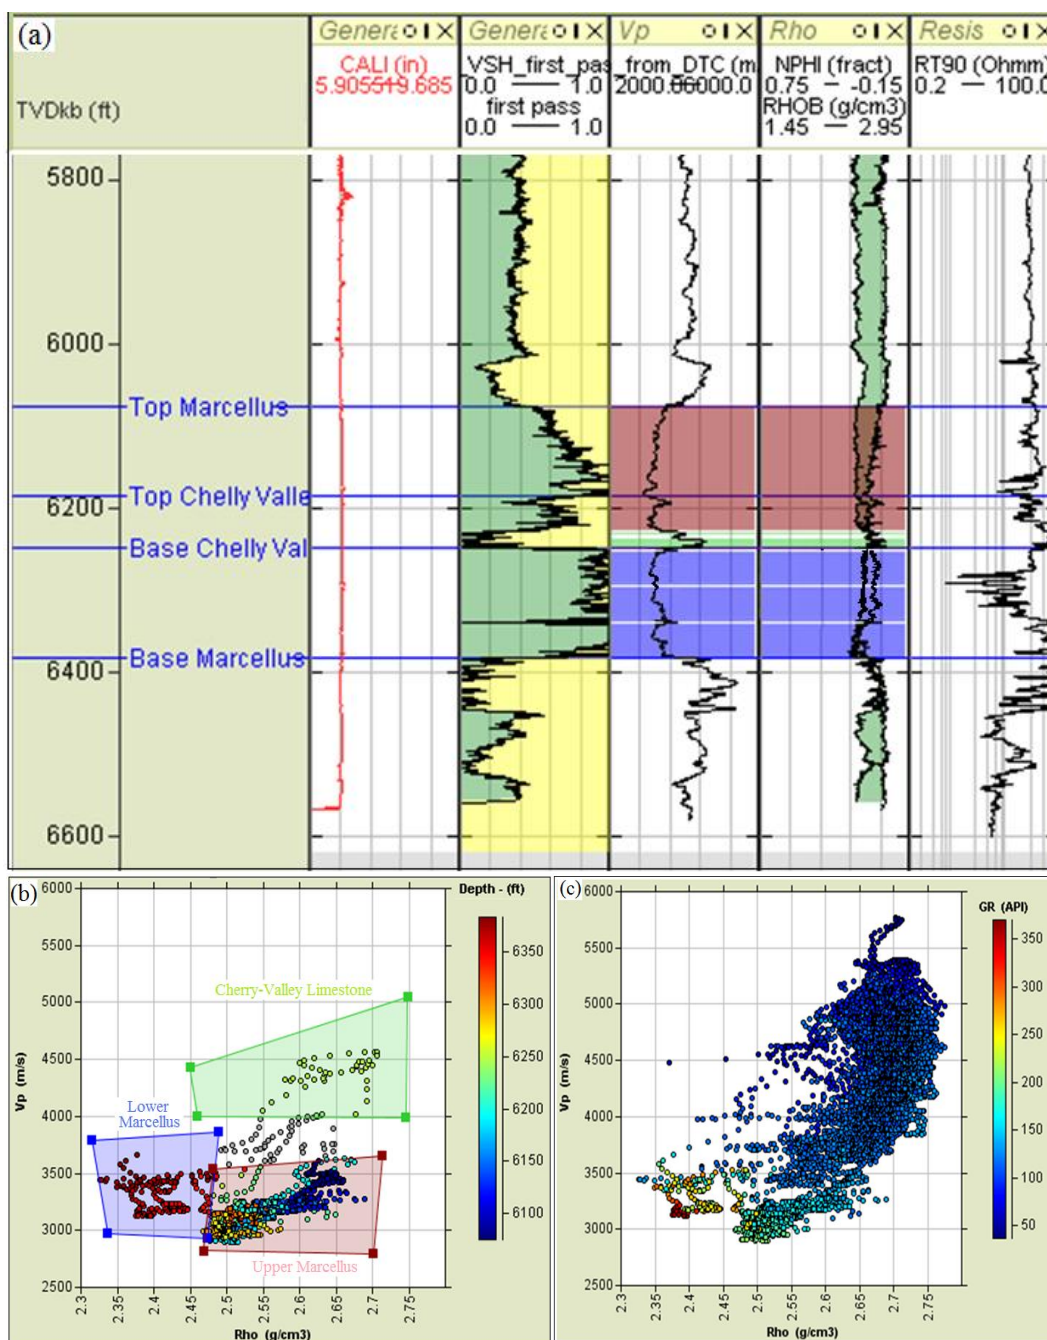 (a)
Genera
Genera
Vp
Rho
Resis
TVDkb (ft)
CALI (in)
VSH_first_pas
_from_DTC (m
NPHI (fract)
RT90 (Ohmm)
0.0 — 1.0
0.75 — -0.15
0.2 — 100.0
first pass
RHOB (g/cm3)
0.0 — 1.0
1.45 — 2.95
5800
6000
Top Marcellus
Top Chelly Valle
6200
Base Chelly Val
Base Marcellus
6400
6600
(b)
6000
5500
5000
4500
4000
3500
3000
2500
Vp (m/s)
Cherry-Valley Limestone
Lower
Marcellus
Upper Marcellus
Depth - (ft)
6350
6300
6250
6200
6150
6100
2.3
2.35
2.4
2.45
2.5
2.55
2.6
2.65
2.7
2.75
Rho (g/cm3)
(c)
6000
5500
5000
4500
4000
3500
3000
2500
Vp (m/s)
GR (API)
350
300
250
200
150
100
50
2.3
2.35
2.4
2.45
2.5
2.55
2.6
2.65
2.7
2.75
Rho (g/cm3)